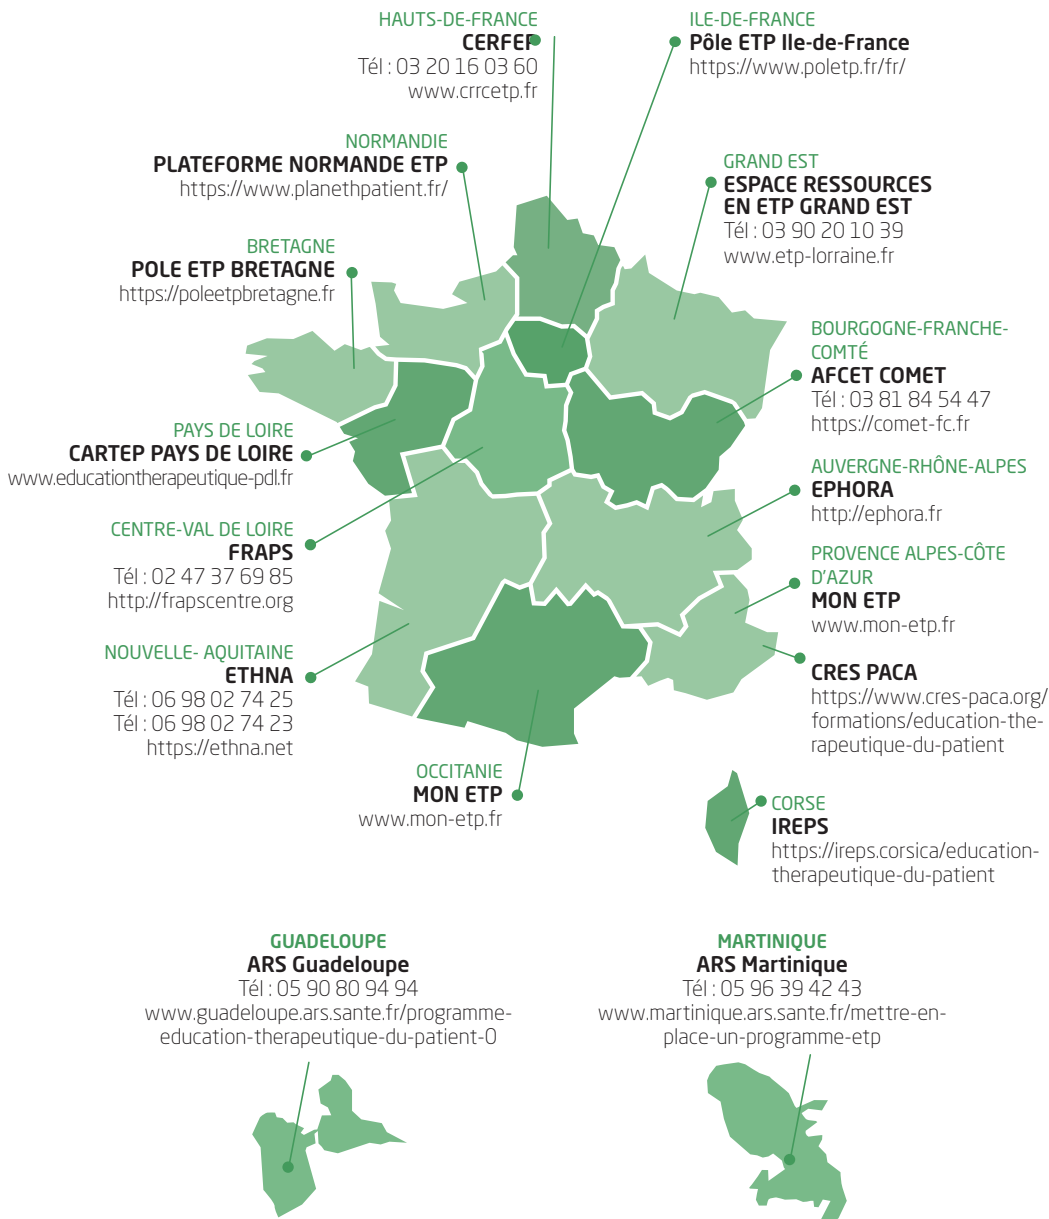 HAUTS-DE-FRANCE
CERFEP
Tél : 03 20 16 03 60
www.crrcetp.fr
ILE-DE-FRANCE
Pôle ETP Ile-de-France
https://www.poletp.fr/fr/
NORMANDIE
PLATEFORME NORMANDE ETP
https://www.planethpatient.fr/
GRAND EST
ESPACE RESSOURCES
EN ETP GRAND EST
Tél : 03 90 20 10 39
www.etp-lorraine.fr
BRETAGNE
POLE ETP BRETAGNE
https://poleetpbretagne.fr
BOURGOGNE-FRANCHE-
COMTÉ
AFCET COMET
Tél : 03 81 84 54 47
https://comet-fc.fr
PAYS DE LOIRE
CARTEP PAYS DE LOIRE
www.educationtherapeutique-pdl.fr
AUVERGNE-RHÔNE-ALPES
EPHORA
http://ephora.fr
CENTRE-VAL DE LOIRE
FRAPS
Tél : 02 47 37 69 85
http://frapscentre.org
PROVENCE ALPES-CÔTE
D'AZUR
MON ETP
www.mon-etp.fr
NOUVELLE- AQUITAINE
ETHNA
Tél : 06 98 02 74 25
Tél : 06 98 02 74 23
https://ethna.net
CRES PACA
https://www.cres-paca.org/
formations/education-the-
rapeutique-du-patient
OCCITANIE
MON ETP
www.mon-etp.fr
CORSE
IREPS
https://ireps.corsica/education-
therapeutique-du-patient
GUADELOUPE
ARS Guadeloupe
Tél : 05 90 80 94 94
www.guadeloupe.ars.sante.fr/programme-
education-therapeutique-du-patient-0
MARTINIQUE
ARS Martinique
Tél : 05 96 39 42 43
www.martinique.ars.sante.fr/mettre-en-
place-un-programme-etp